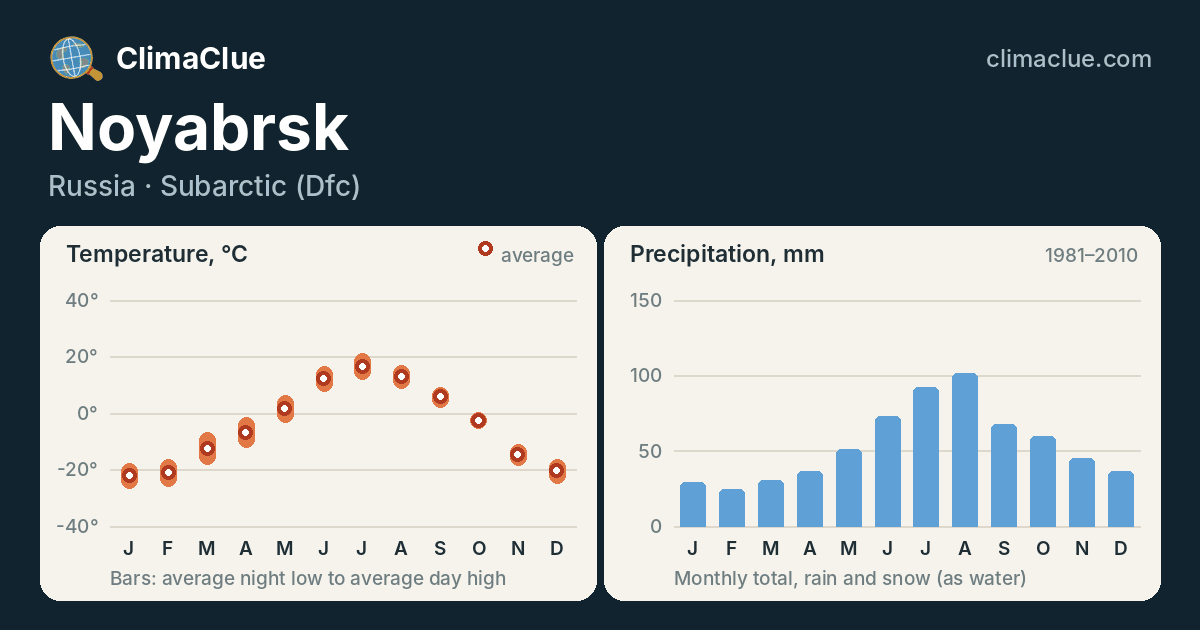 ClimaClue
climaclue.com
Noyabrsk
Russia · Subarctic (Dfc)
Temperature, °C
average
40°
20°
0°
-20°
-40°
J F M A M J J A S O N D
Bars: average night low to average day high
Precipitation, mm
1981–2010
150
100
50
0
J F M A M J J A S O N D
Monthly total, rain and snow (as water)